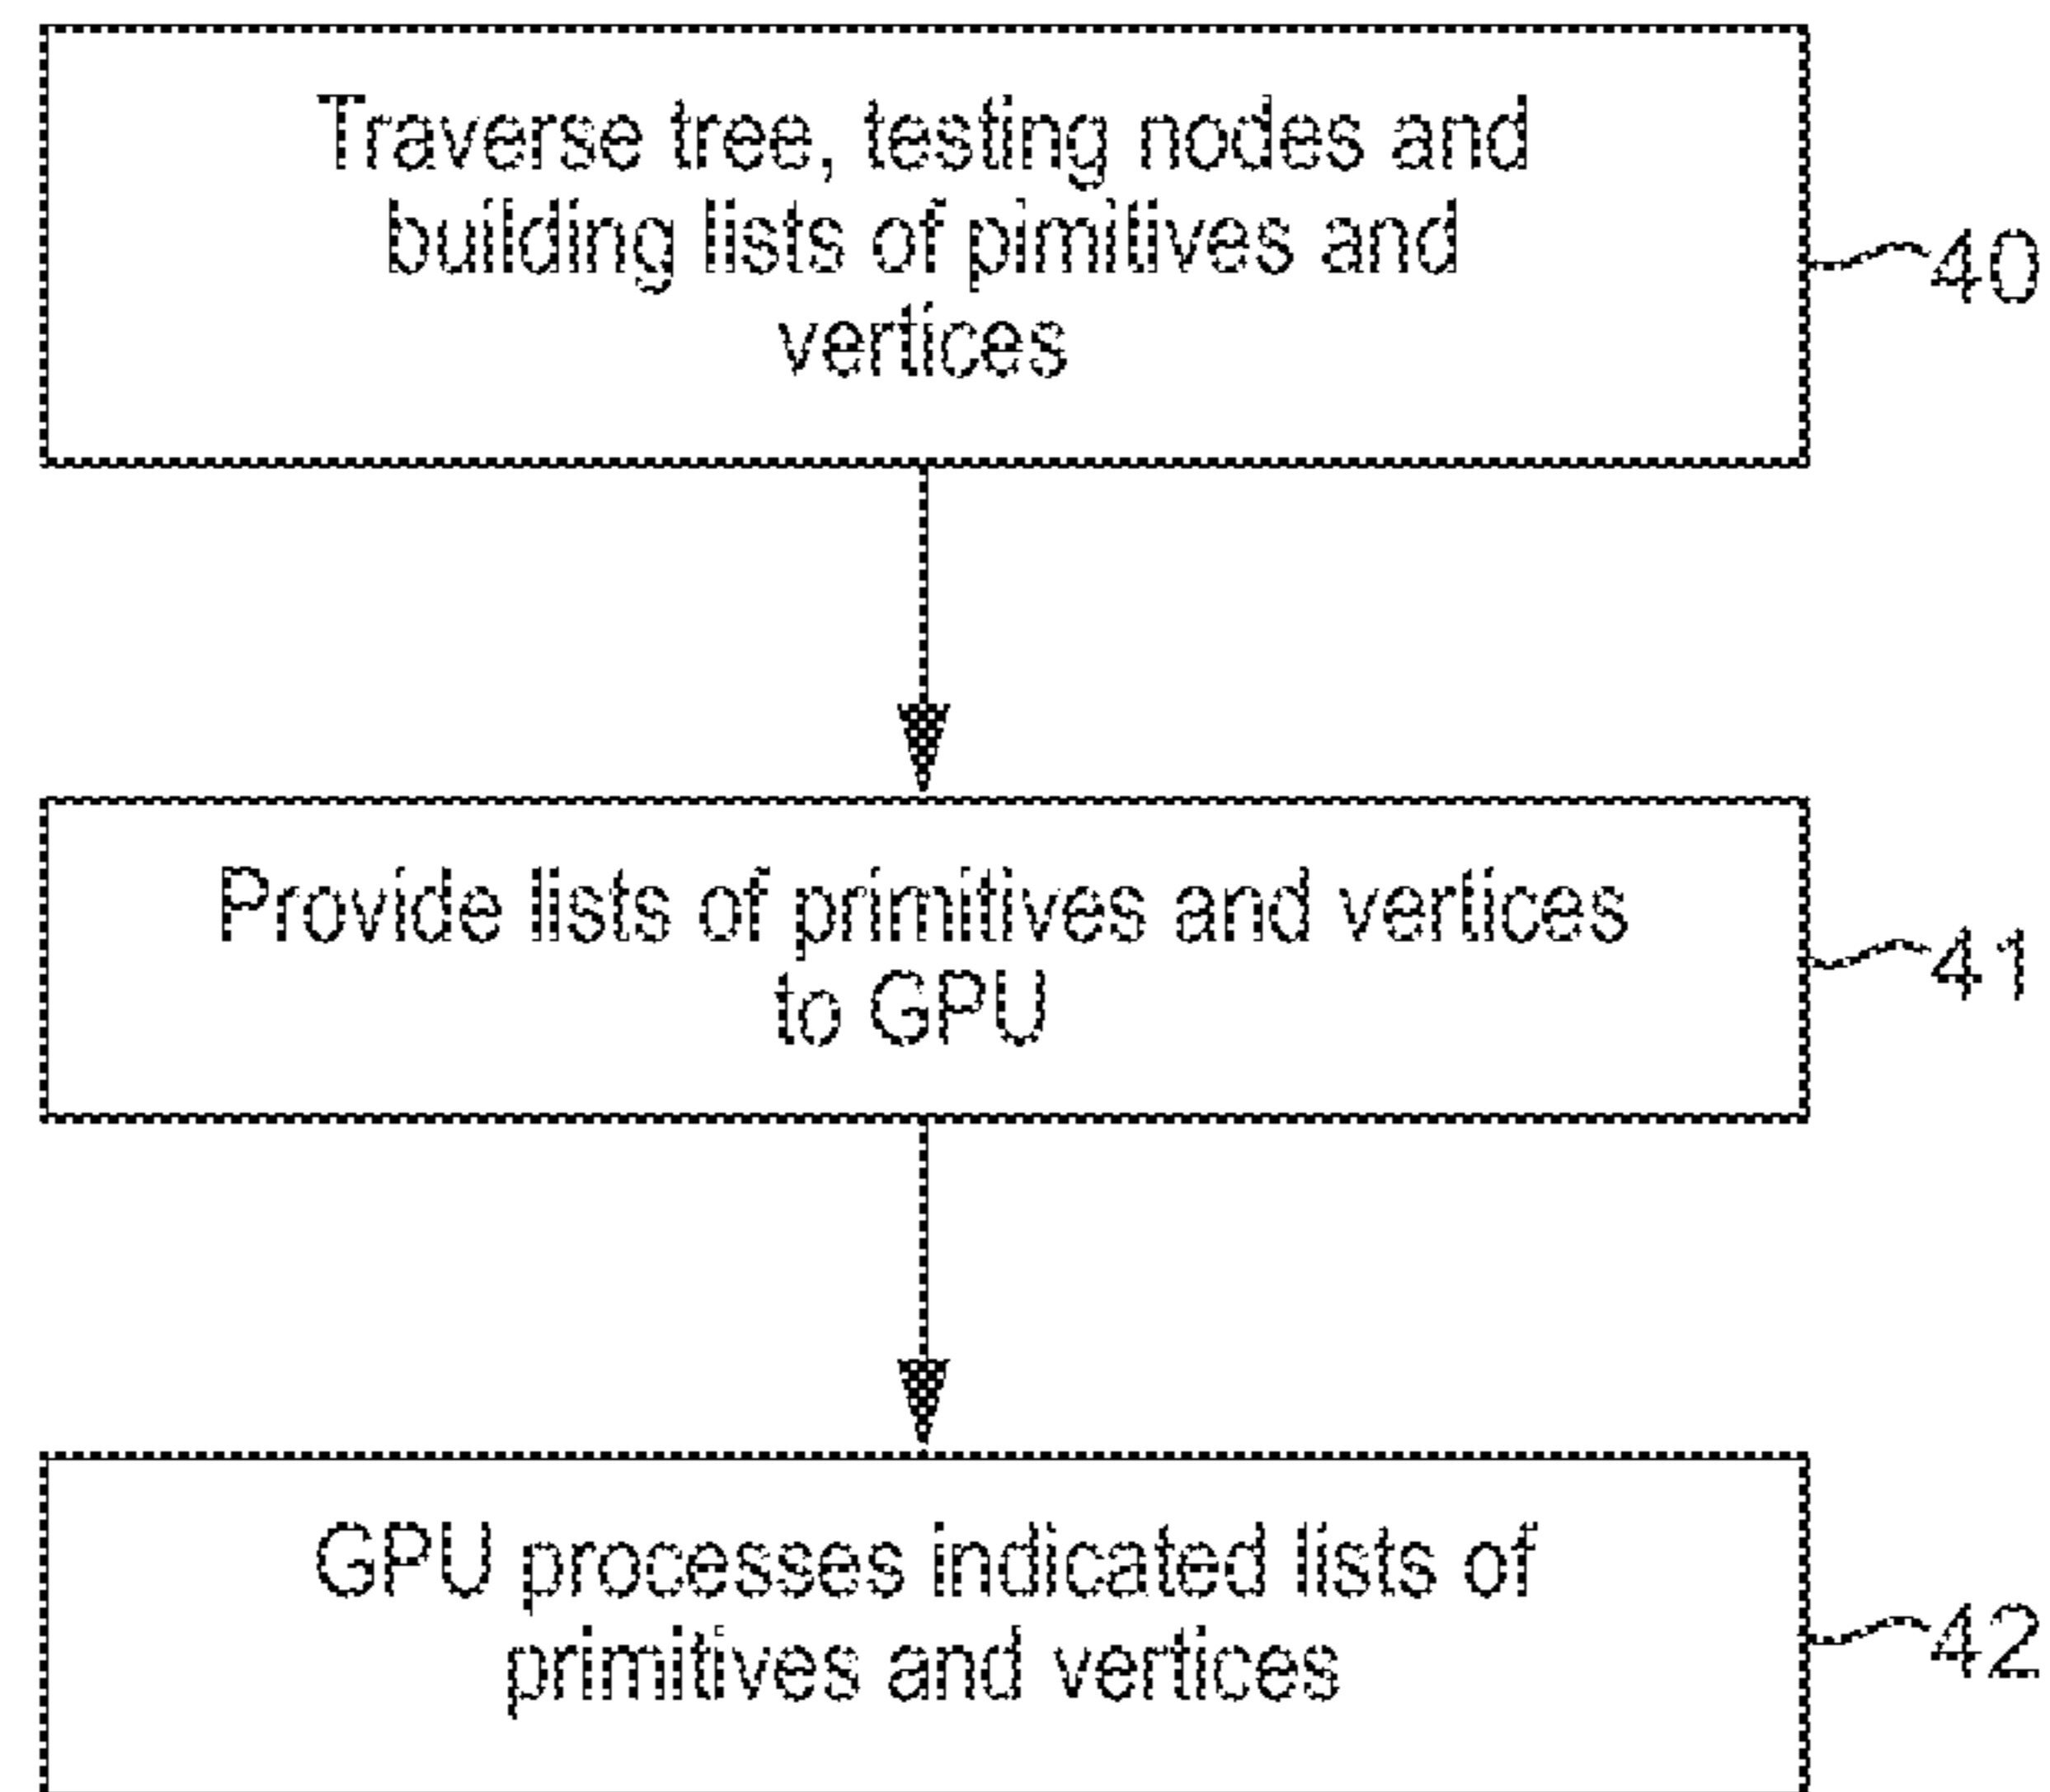 Traverse tree, testing nodes and
building lists of pimitives and
vertices
40
Provide lists of primitives and vertices
to GPU
41
GPU processes indicated lists of
primitives and vertices
42